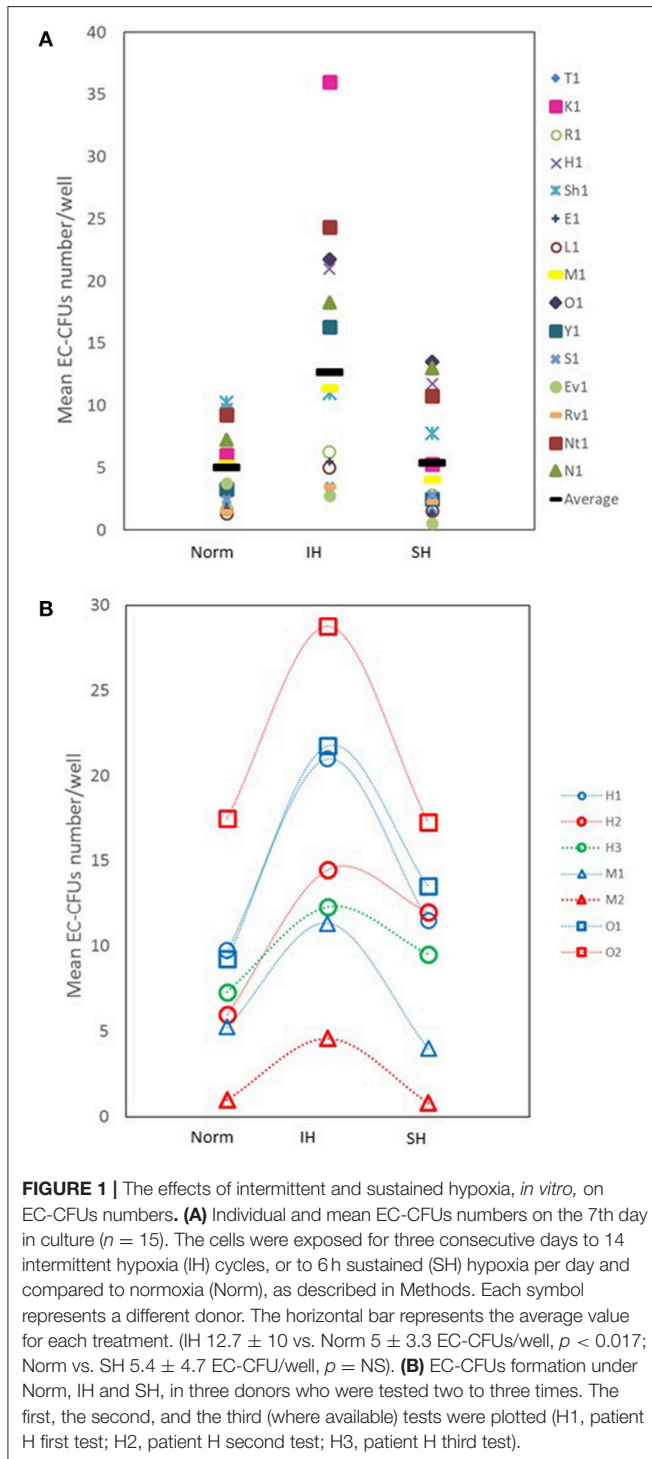 A
40
35
30
25
20
15
10
5
0
Mean EC-CFUs number/well
Norm IH SH
T1
K1
R1
H1
Sh1
E1
L1
M1
O1
Y1
S1
Ev1
Rv1
Nt1
N1
Average
B
30
25
20
15
10
5
0
Mean EC-CFUs number/well
Norm IH SH
H1
H2
H3
M1
M2
O1
O2
FIGURE 1 | The effects of intermittent and sustained hypoxia, in vitro, on
EC-CFUs numbers. (A) Individual and mean EC-CFUs numbers on the 7th day
in culture (n = 15). The cells were exposed for three consecutive days to 14
intermittent hypoxia (IH) cycles, or to 6 h sustained (SH) hypoxia per day and
compared to normoxia (Norm), as described in Methods. Each symbol
represents a different donor. The horizontal bar represents the average value
for each treatment. (IH 12.7 ± 10 vs. Norm 5 ± 3.3 EC-CFUs/well, p < 0.017;
Norm vs. SH 5.4 ± 4.7 EC-CFU/well, p = NS). (B) EC-CFUs formation under
Norm, IH and SH, in three donors who were tested two to three times. The
first, the second, and the third (where available) tests were plotted (H1, patient
H first test; H2, patient H second test; H3, patient H third test).